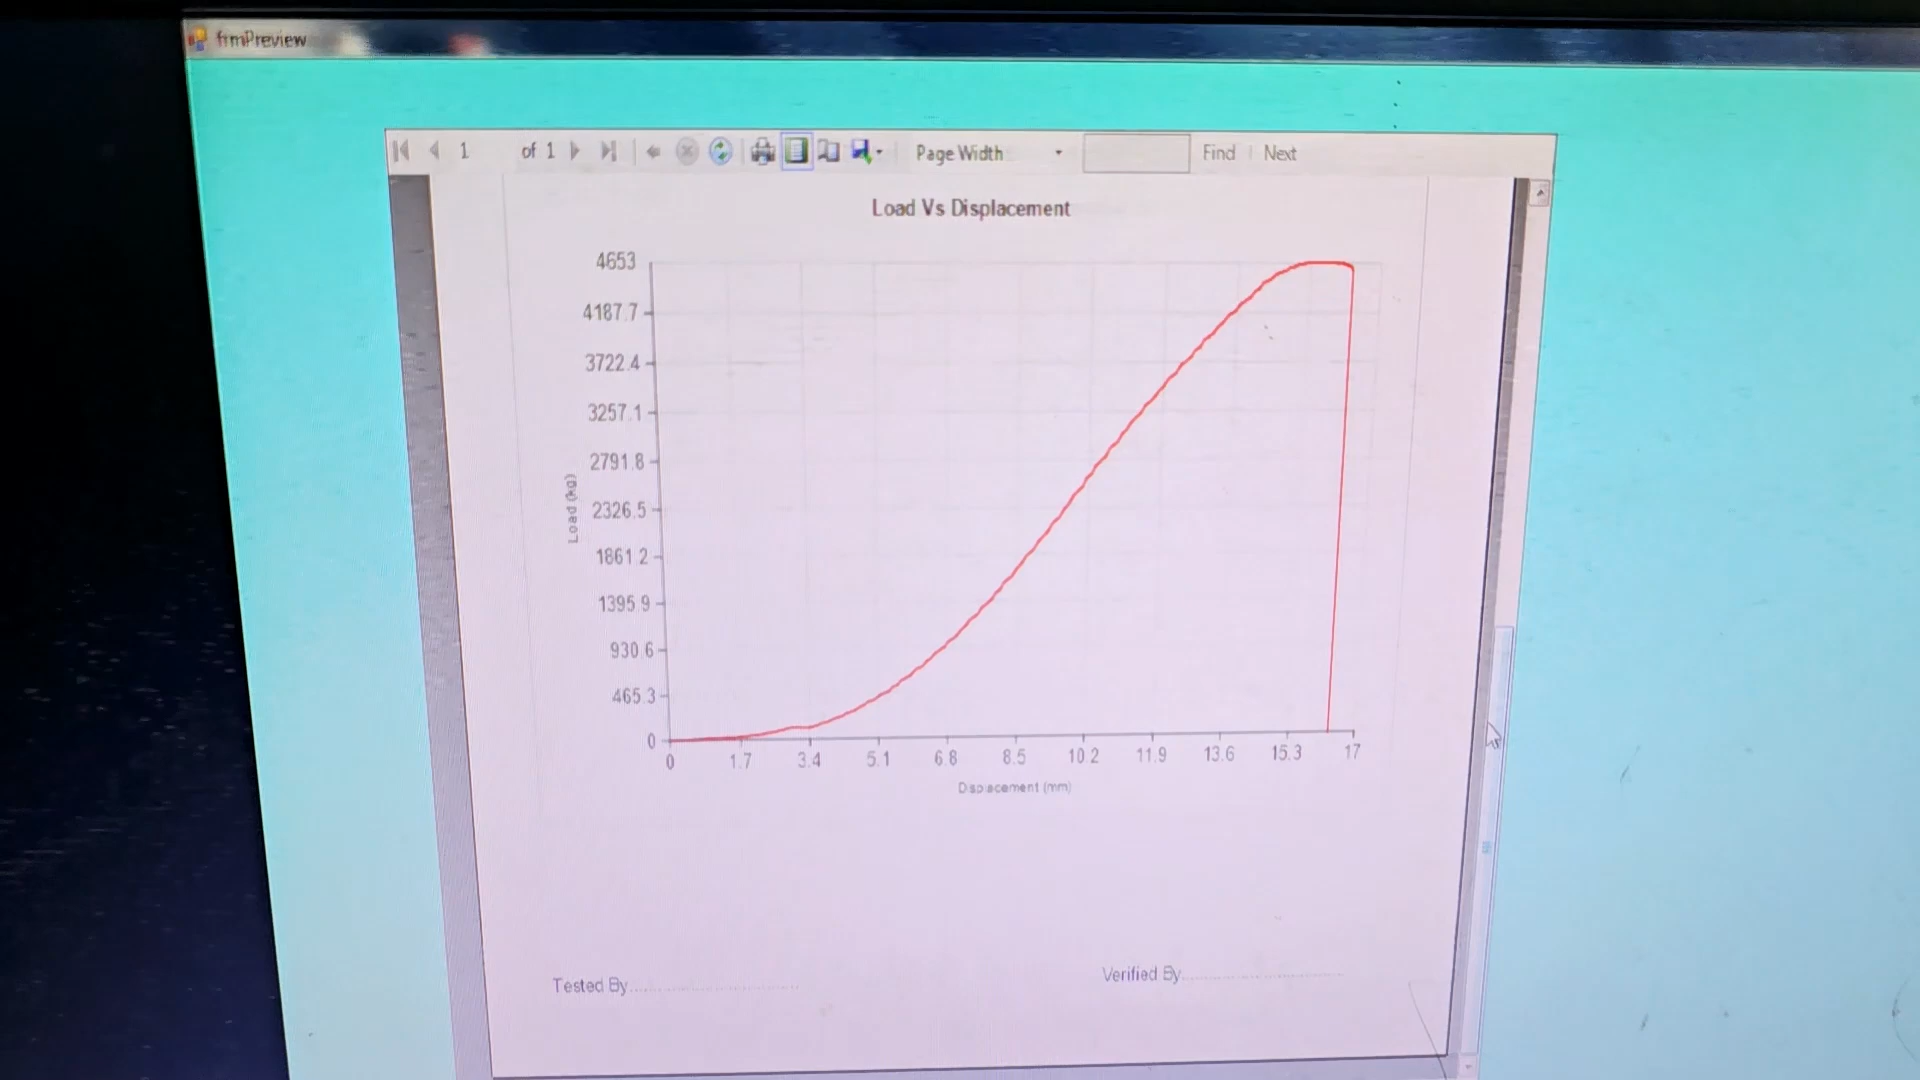 frmPreview
1 of 1 Page Width Find Next
Load Vs Displacement
4653
4187.7
3722.4
3257.1
2791.8
2326.5
1861.2
1395.9
930.6
465.3
0
Load (kg)
0 1.7 3.4 5.1 6.8 8.5 10.2 11.9 13.6 15.3 17
Displacement (mm)
Tested By..............................
Verified By..............................